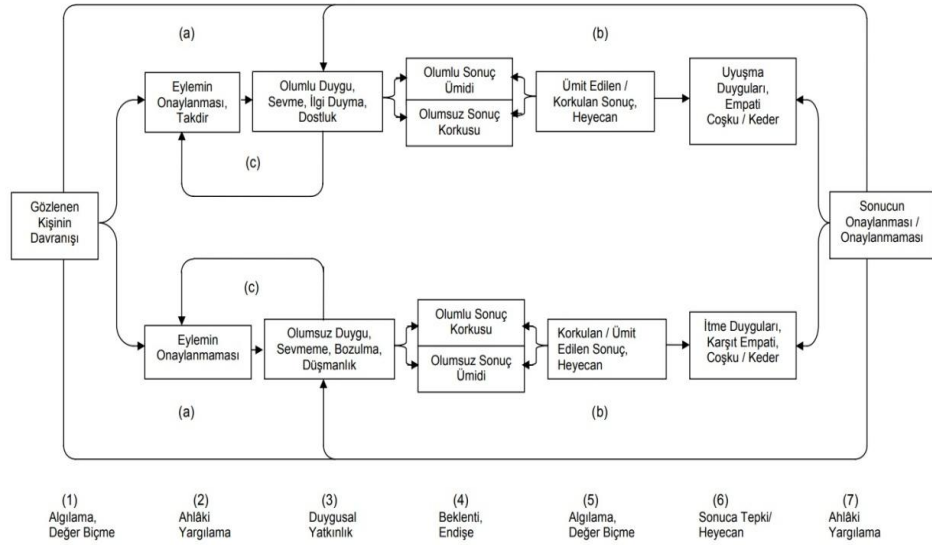 (a)
(b)
Eylemin
Onaylanması,
Takdir
Olumlu Duygu,
Sevme, İlgi Duyma,
Dostluk
Olumlu Sonuç
Ümidi
Olumsuz Sonuç
Korkusu
Ümit Edilen /
Korkulan Sonuç,
Heyecan
Uyuşma
Duyguları,
Empati
Coşku / Keder
(c)
Gözlenen
Kişinin
Davranışı
Sonucun
Onaylanması /
Onaylanmaması
(c)
Eylemin
Onaylanmaması
Olumsuz Duygu,
Sevmeme, Bozulma,
Düşmanlık
Olumlu Sonuç
Korkusu
Olumsuz Sonuç
Ümidi
Korkulan / Ümit
Edilen Sonuç,
Heyecan
İtme Duyguları,
Karşıt Empati,
Coşku / Keder
(a)
(b)
(1)
Algılama,
Değer Biçme
(2)
Ahlâki
Yargılama
(3)
Duygusal
Yatkınlık
(4)
Beklenti,
Endişe
(5)
Algılama,
Değer Biçme
(6)
Sonuca Tepki/
Heyecan
(7)
Ahlâki
Yargılama